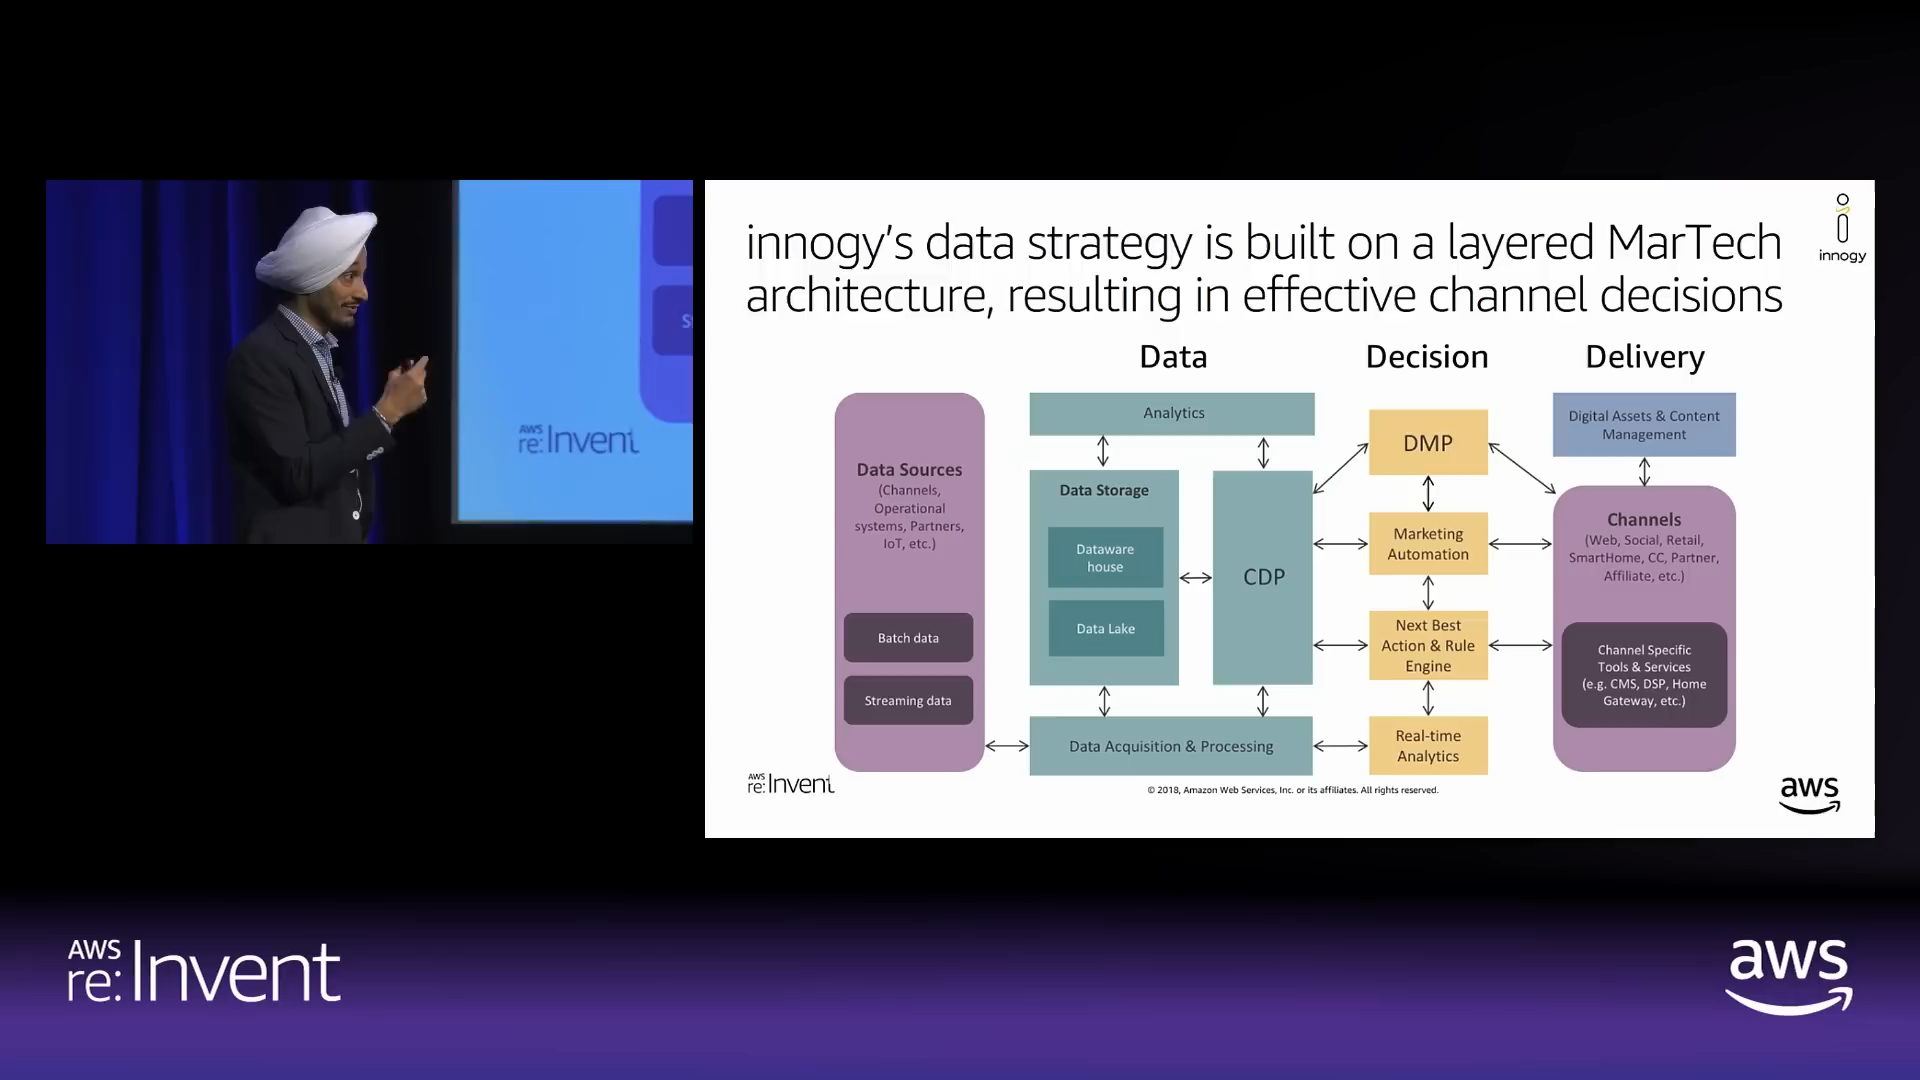 innogy's data strategy is built on a layered MarTech
architecture, resulting in effective channel decisions
innogy
Data
Decision
Delivery
Data Sources
(Channels,
Operational
systems, Partners,
IoT, etc.)
Batch data
Streaming data
Analytics
Data Storage
Dataware
house
Data Lake
CDP
Data Acquisition & Processing
DMP
Marketing
Automation
Next Best
Action & Rule
Engine
Real-time
Analytics
Digital Assets & Content
Management
Channels
(Web, Social, Retail,
SmartHome, CC, Partner,
Affiliate, etc.)
Channel Specific
Tools & Services
(e.g. CMS, DSP, Home
Gateway, etc.)
AWS
re:Invent
© 2018, Amazon Web Services, Inc. or its affiliates. All rights reserved.
aws
AWS
re:Invent
AWS
re:Invent
aws